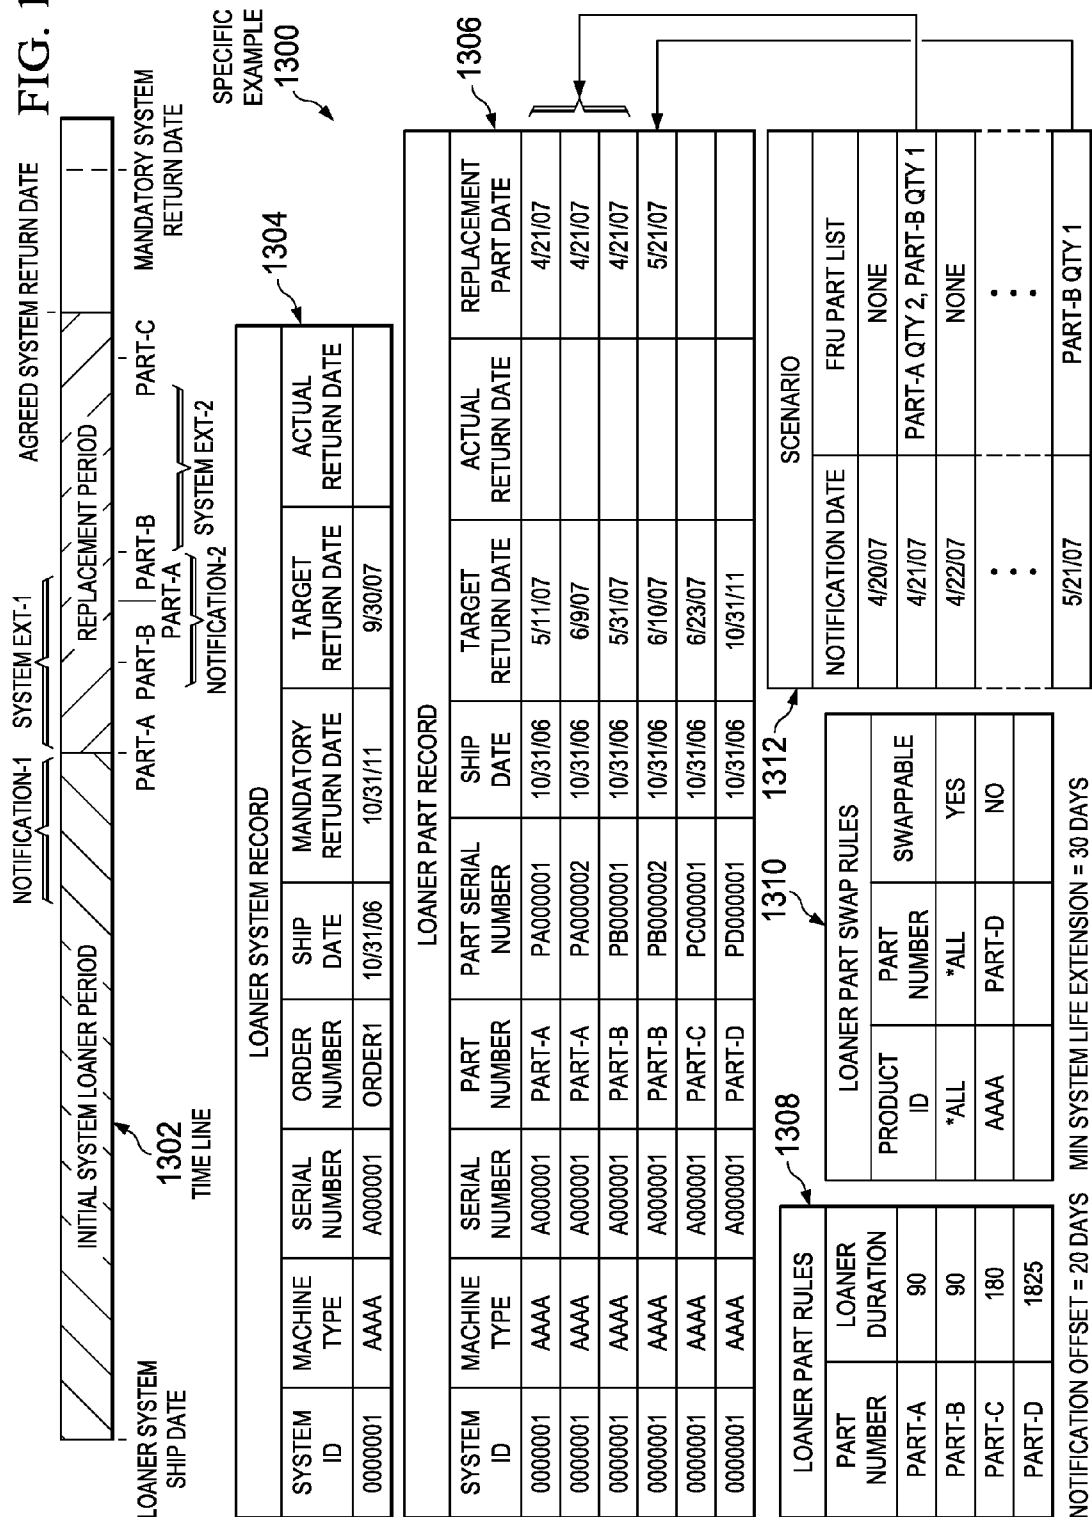 FIG. 1
SPECIFIC
EXAMPLE
1300
NOTIFICATION-1
SYSTEM EXT-1
AGREED SYSTEM RETURN DATE
INITIAL SYSTEM LOANER PERIOD
REPLACEMENT PERIOD
LOANER SYSTEM
SHIP DATE
1302
TIME LINE
PART-A
PART-B
PART-A
PART-B
PART-C
NOTIFICATION-2
SYSTEM EXT-2
MANDATORY SYSTEM
RETURN DATE
1304
LOANER SYSTEM RECORD
SYSTEM ID	MACHINE TYPE	SERIAL NUMBER	ORDER NUMBER	SHIP DATE	MANDATORY RETURN DATE	TARGET RETURN DATE	ACTUAL RETURN DATE
0000001	AAAA	A000001	ORDER1	10/31/06	10/31/11	9/30/07
1306
LOANER PART RECORD
SYSTEM ID	MACHINE TYPE	SERIAL NUMBER	PART NUMBER	PART SERIAL NUMBER	SHIP DATE	TARGET RETURN DATE	ACTUAL RETURN DATE	REPLACEMENT PART DATE
0000001	AAAA	A000001	PART-A	PA000001	10/31/06	5/11/07	4/21/07
0000001	AAAA	A000001	PART-A	PA000002	10/31/06	6/9/07	4/21/07
0000001	AAAA	A000001	PART-B	PB000001	10/31/06	5/31/07	4/21/07
0000001	AAAA	A000001	PART-B	PB000002	10/31/06	6/10/07	5/21/07
0000001	AAAA	A000001	PART-C	PC000001	10/31/06	6/23/07
0000001	AAAA	A000001	PART-D	PD000001	10/31/06	10/31/11
1308
LOANER PART RULES
PART NUMBER	LOANER DURATION
PART-A	90
PART-B	90
PART-C	180
PART-D	1825
1310
LOANER PART SWAP RULES
PRODUCT ID	PART NUMBER	SWAPPABLE
*ALL	*ALL	YES
AAAA	PART-D	NO
1312
SCENARIO
NOTIFICATION DATE	FRU PART LIST
4/20/07	NONE
4/21/07	PART-A QTY 2, PART-B QTY 1
4/22/07	NONE
5/21/07	PART-B QTY 1
NOTIFICATION OFFSET = 20 DAYS	MIN SYSTEM LIFE EXTENSION = 30 DAYS